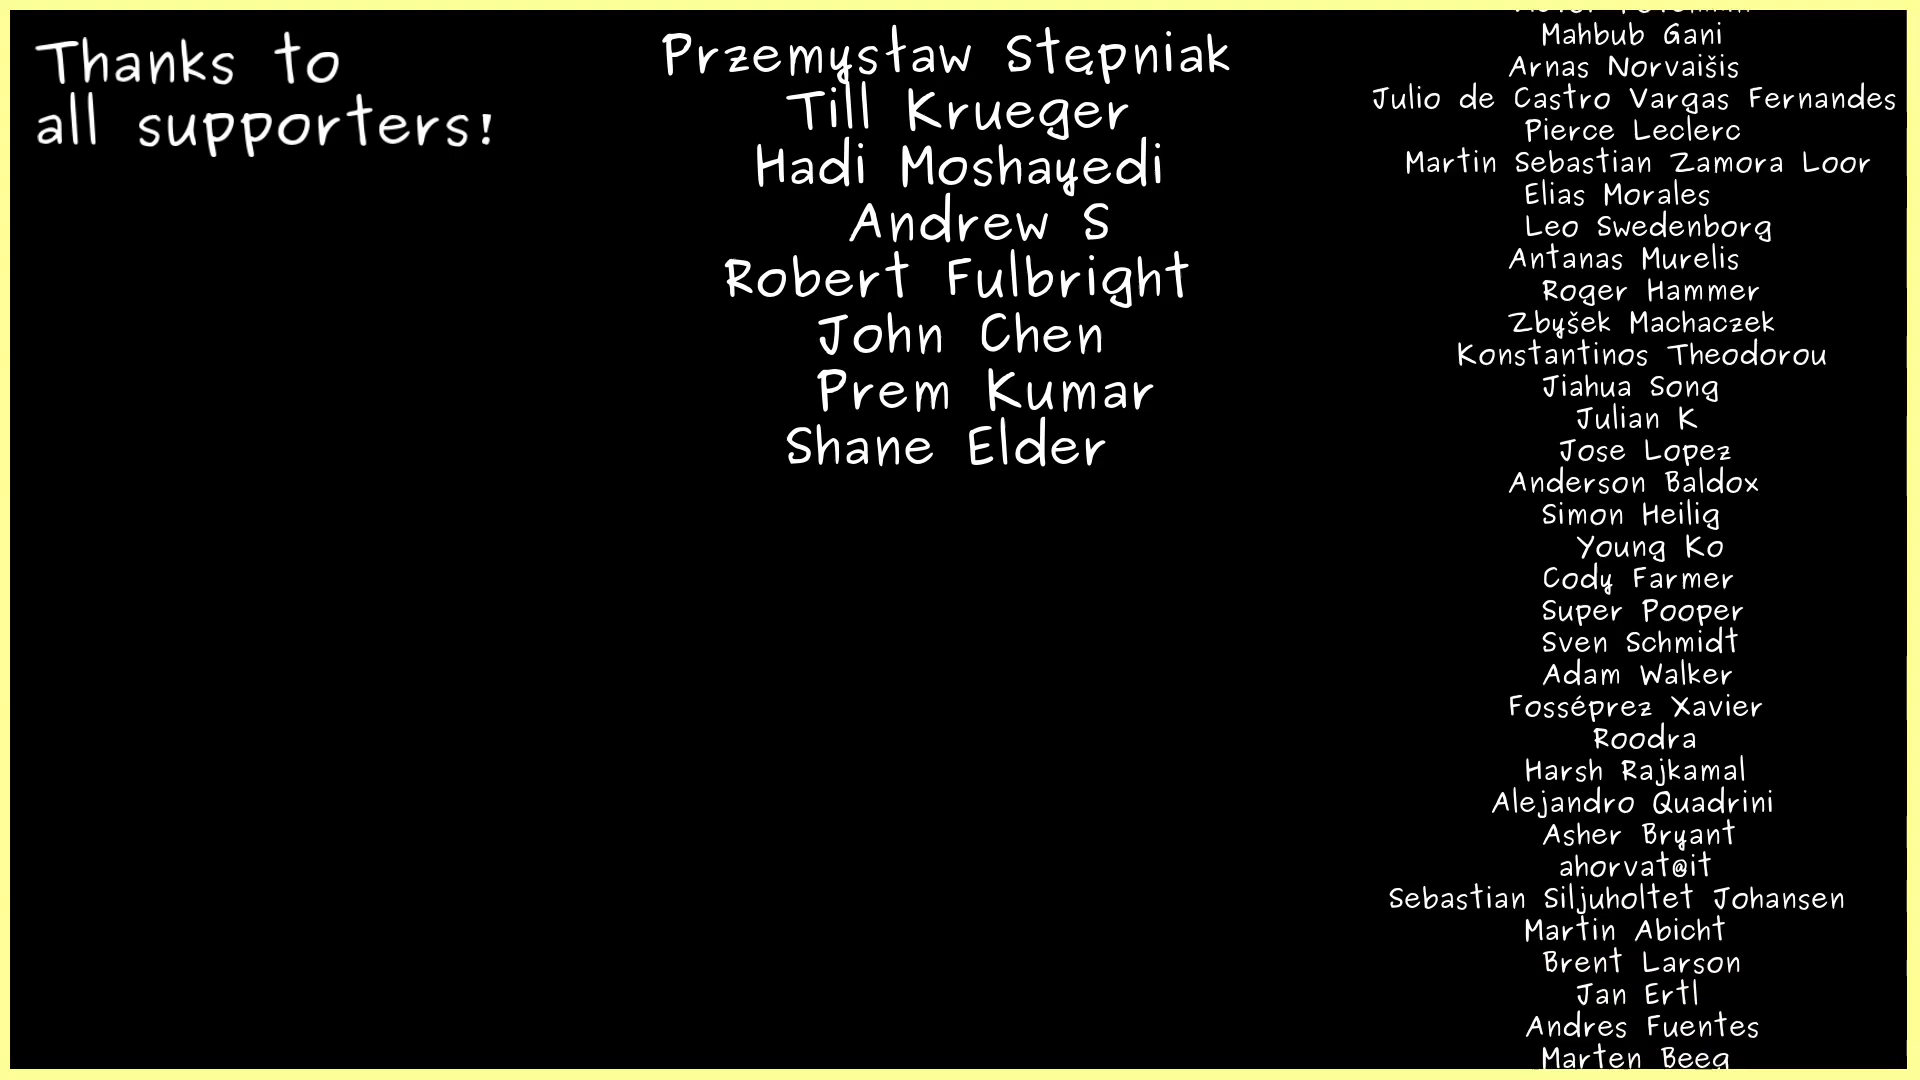 Thanks to
all supporters!
Przemysław Stępniak
Till Krueger
Hadi Moshayedi
Andrew S
Robert Fulbright
John Chen
Prem Kumar
Shane Elder
Mahbub Gani
Arnas Norvaišis
Julio de Castro Vargas Fernandes
Pierce Leclerc
Martin Sebastian Zamora Loor
Elias Morales
Leo Swedenborg
Antanas Murelis
Roger Hammer
Zbyšek Machaczek
Konstantinos Theodorou
Jiahua Song
Julian K
Jose Lopez
Anderson Baldox
Simon Heilig
Young Ko
Cody Farmer
Super Pooper
Sven Schmidt
Adam Walker
Fosséprez Xavier
Roodra
Harsh Rajkamal
Alejandro Quadrini
Asher Bryant
ahorvat@it
Sebastian Siljuholtet Johansen
Martin Abicht
Brent Larson
Jan Ertl
Andres Fuentes
Marten Beeg